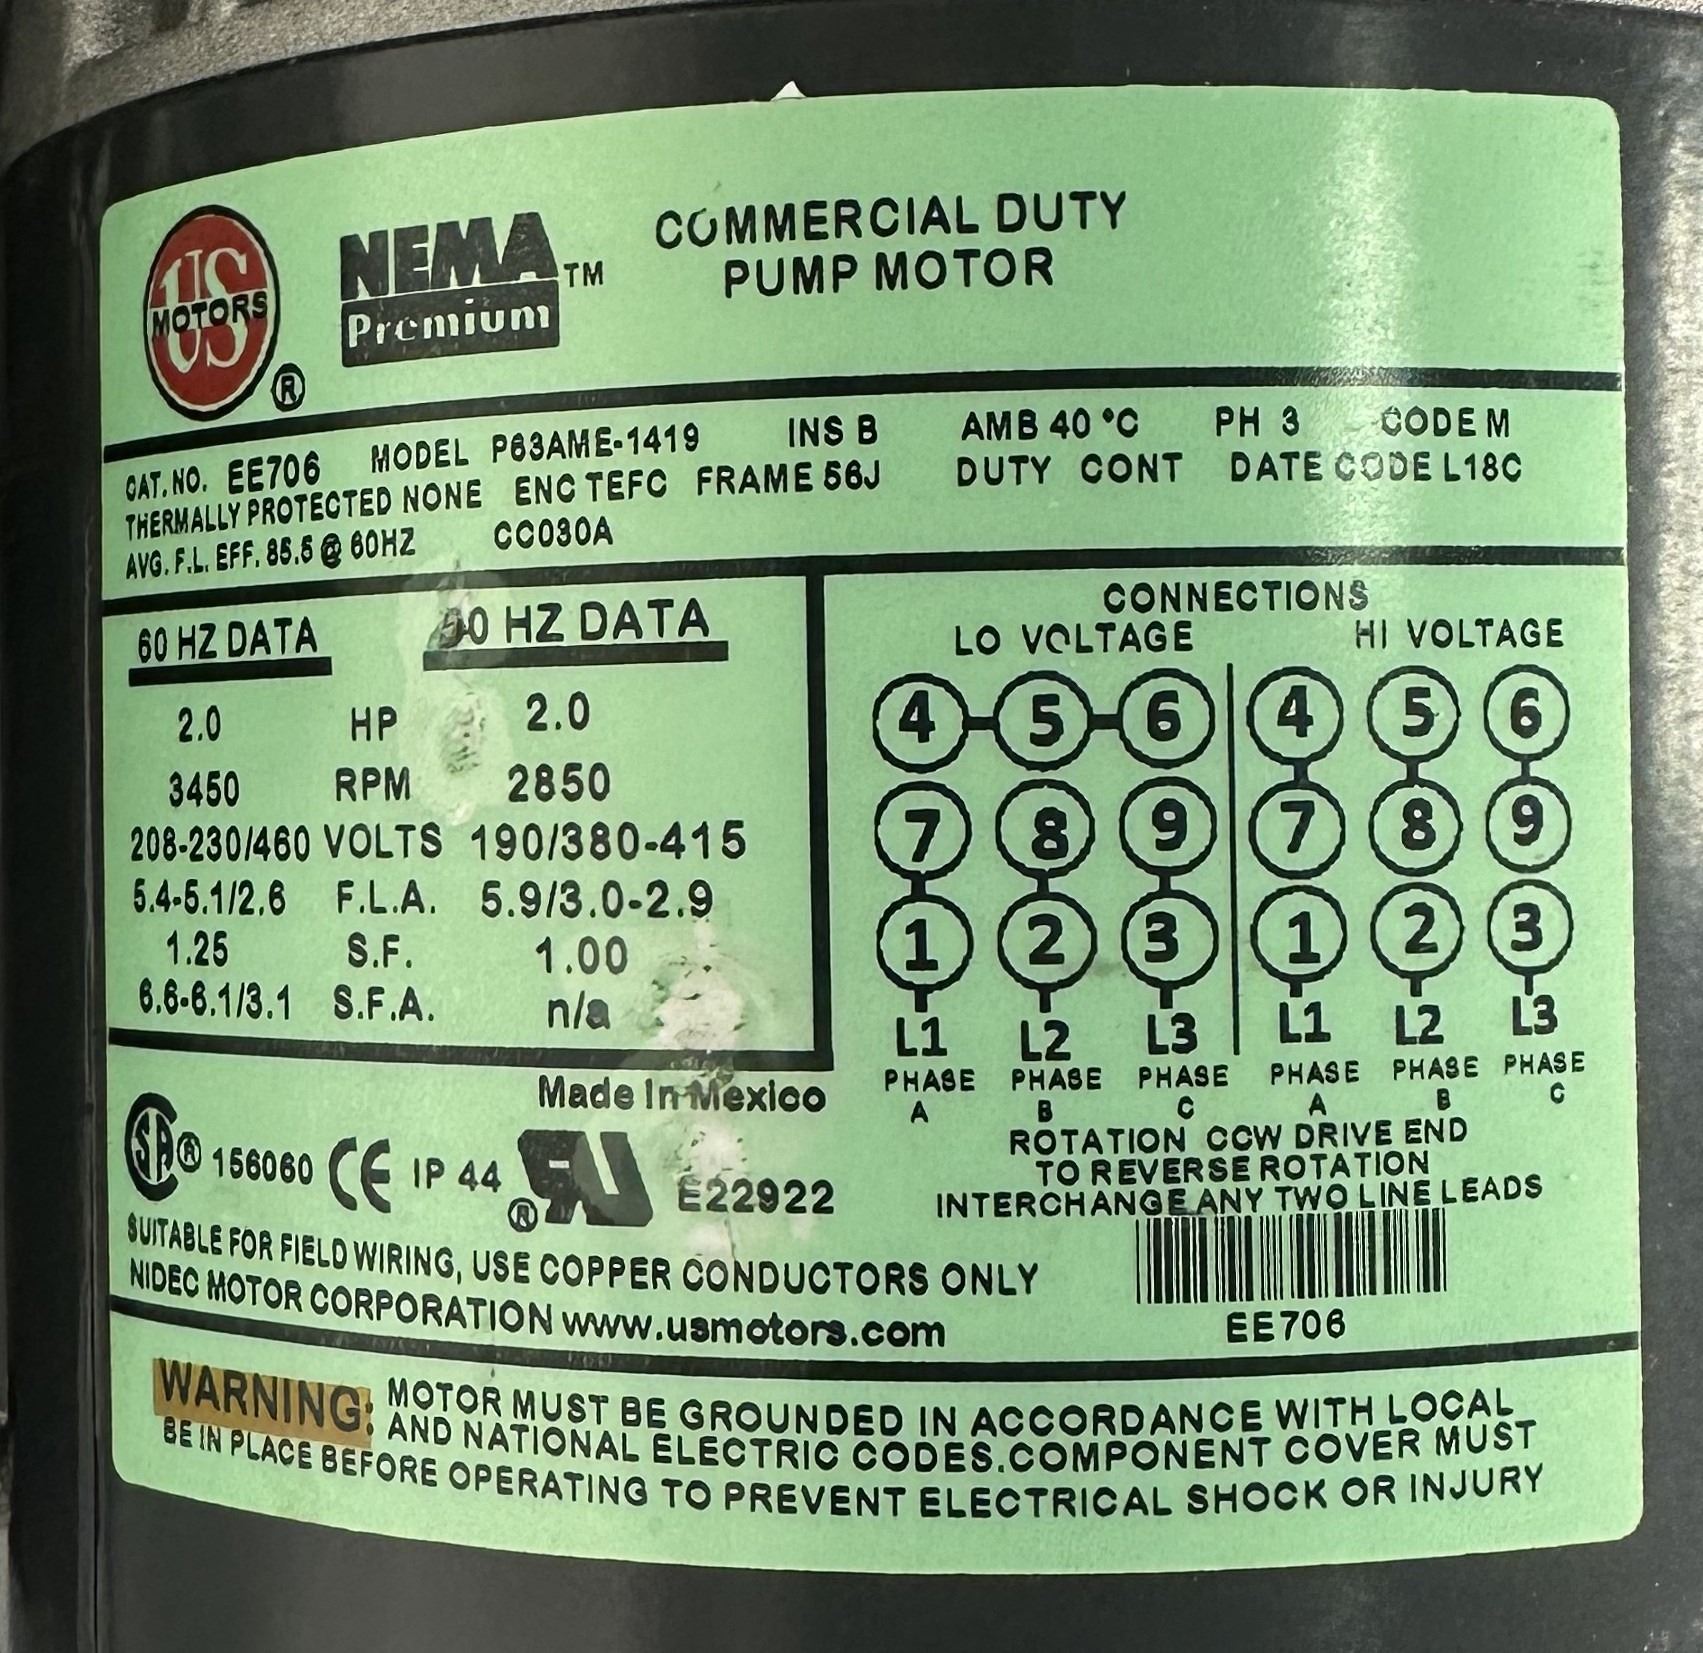 US
MOTORS
®
NEMA TM
Premium
COMMERCIAL DUTY
PUMP MOTOR
CAT. NO. EE706 MODEL P63AME-1419 INS B AMB 40 °C PH 3 CODE M
THERMALLY PROTECTED NONE ENC TEFC FRAME 56J DUTY CONT DATE CODE L18C
AVG. F.L. EFF. 85.5 @ 60HZ CC030A
60 HZ DATA 50 HZ DATA
2.0 HP 2.0
3450 RPM 2850
208-230/460 VOLTS 190/380-415
5.4-5.1/2.6 F.L.A. 5.9/3.0-2.9
1.25 S.F. 1.00
6.6-6.1/3.1 S.F.A. n/a
CONNECTIONS
LO VOLTAGE HI VOLTAGE
4 5 6 4 5 6
7 8 9 7 8 9
1 2 3 1 2 3
L1 L2 L3 L1 L2 L3
PHASE PHASE PHASE PHASE PHASE PHASE
A B C A B C
ROTATION CCW DRIVE END
TO REVERSE ROTATION
INTERCHANGE ANY TWO LINE LEADS
EE706
Made In Mexico
SA ® 156060 CE IP 44 ® RU E22922
SUITABLE FOR FIELD WIRING, USE COPPER CONDUCTORS ONLY
NIDEC MOTOR CORPORATION www.usmotors.com
WARNING: MOTOR MUST BE GROUNDED IN ACCORDANCE WITH LOCAL
AND NATIONAL ELECTRIC CODES.COMPONENT COVER MUST
BE IN PLACE BEFORE OPERATING TO PREVENT ELECTRICAL SHOCK OR INJURY